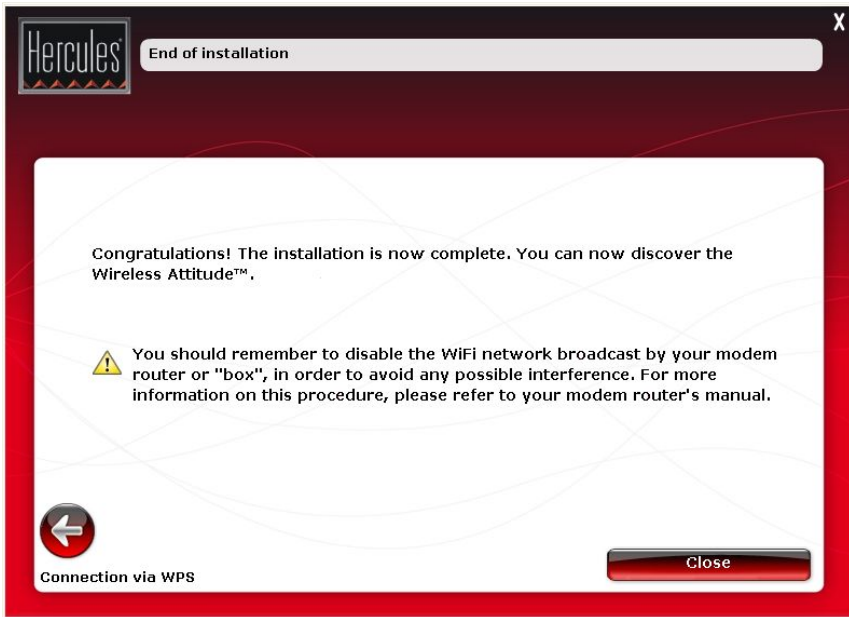 X
Hercules
End of installation
Congratulations! The installation is now complete. You can now discover the
Wireless Attitude™.
You should remember to disable the WiFi network broadcast by your modem
router or "box", in order to avoid any possible interference. For more
information on this procedure, please refer to your modem router's manual.
Connection via WPS
Close